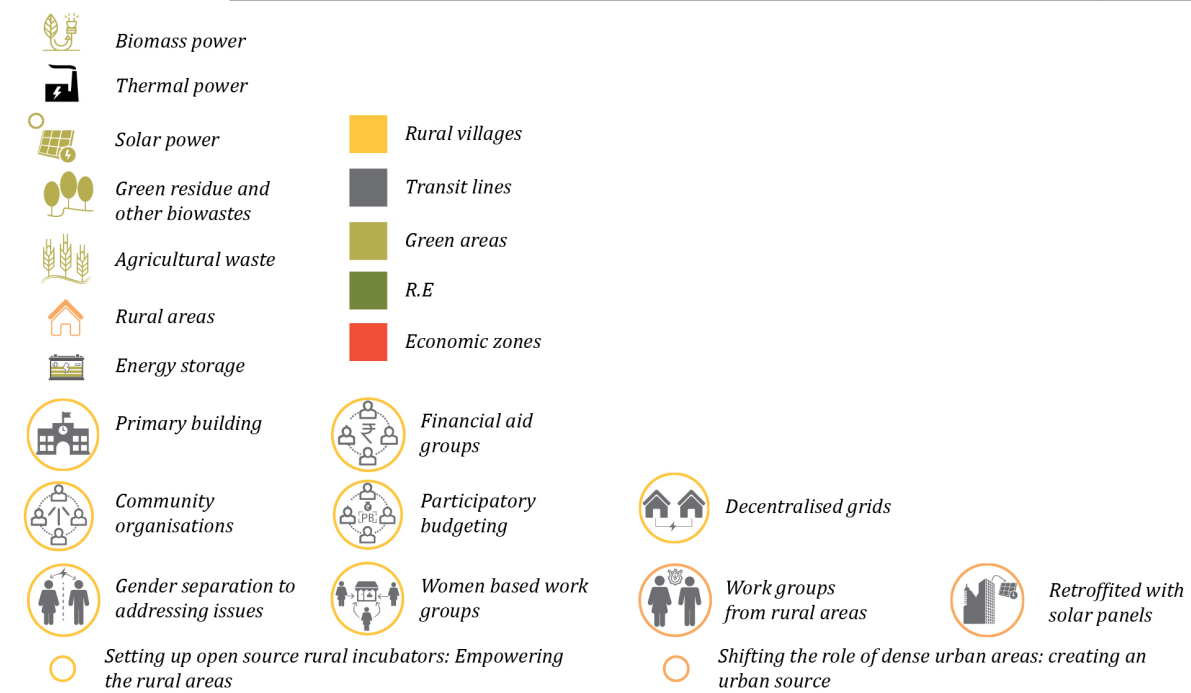 Biomass power
Thermal power
Solar power
Green residue and
other biowastes
Agricultural waste
Rural areas
Energy storage
Rural villages
Transit lines
Green areas
R.E
Economic zones
Primary building
Financial aid
groups
₹
Community
organisations
Participatory
budgeting
PB
Decentralised grids
Gender separation to
addressing issues
Women based work
groups
Work groups
from rural areas
Retroffited with
solar panels
Setting up open source rural incubators: Empowering
the rural areas
Shifting the role of dense urban areas: creating an
urban source